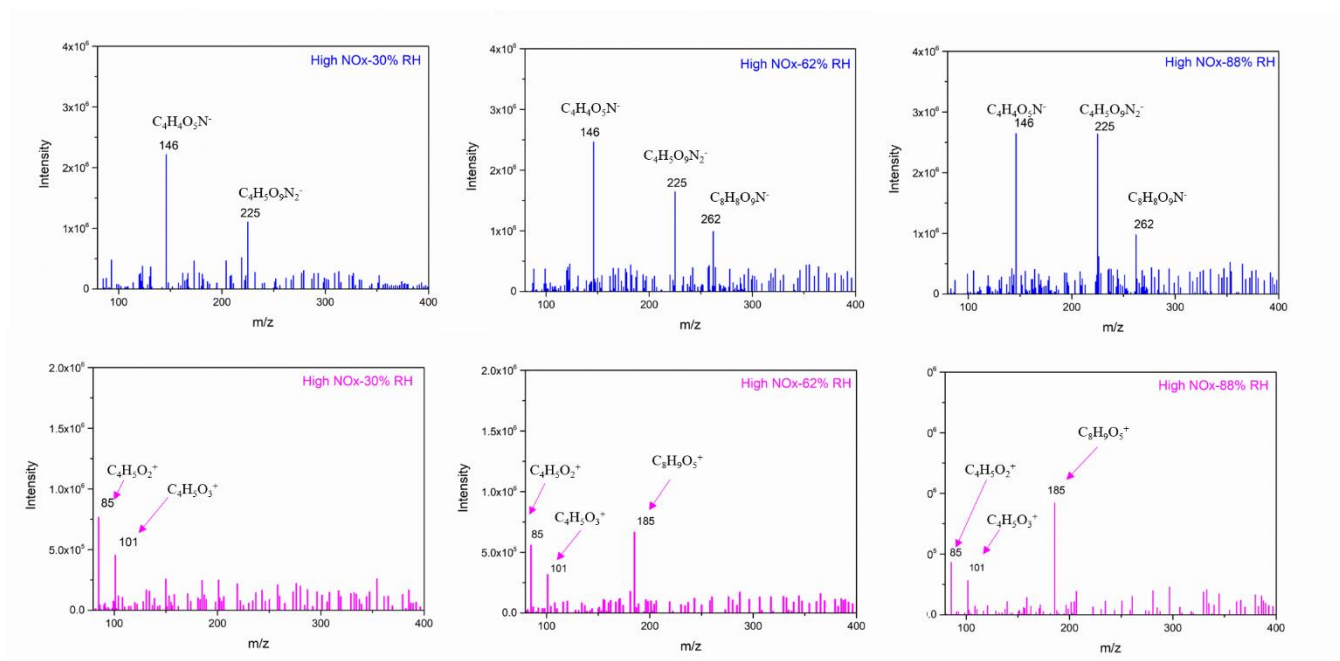 High NOx-30% RH
4x10⁶
3x10⁶
2x10⁶
1x10⁶
0
Intensity
C₄H₄O₅N⁻
146
C₄H₅O₉N₂⁻
225
100 200 300 400
m/z
High NOx-62% RH
4x10⁶
3x10⁶
2x10⁶
1x10⁶
0
Intensity
C₄H₄O₅N⁻
146
C₄H₅O₉N₂⁻
225
C₈H₈O₉N⁻
262
100 200 300 400
m/z
High NOx-88% RH
4x10⁶
3x10⁶
2x10⁶
1x10⁶
0
Intensity
C₄H₄O₅N⁻ C₄H₅O₉N₂⁻
146 225
C₈H₈O₉N⁻
262
100 200 300 400
m/z
High NOx-30% RH
2.0x10⁶
1.5x10⁶
1.0x10⁶
5.0x10⁵
0.0
Intensity
C₄H₅O₂⁺
85
C₄H₅O₃⁺
101
100 200 300 400
m/z
High NOx-62% RH
2.0x10⁶
1.5x10⁶
1.0x10⁶
5.0x10⁵
0.0
Intensity
C₄H₅O₂⁺
85
C₈H₉O₅⁺
185
C₄H₅O₃⁺
101
100 200 300 400
m/z
High NOx-88% RH
0⁶
0⁶
0⁶
0⁵
.0
C₈H₉O₅⁺
185
C₄H₅O₂⁺
85
C₄H₅O₃⁺
101
100 200 300 400
m/z